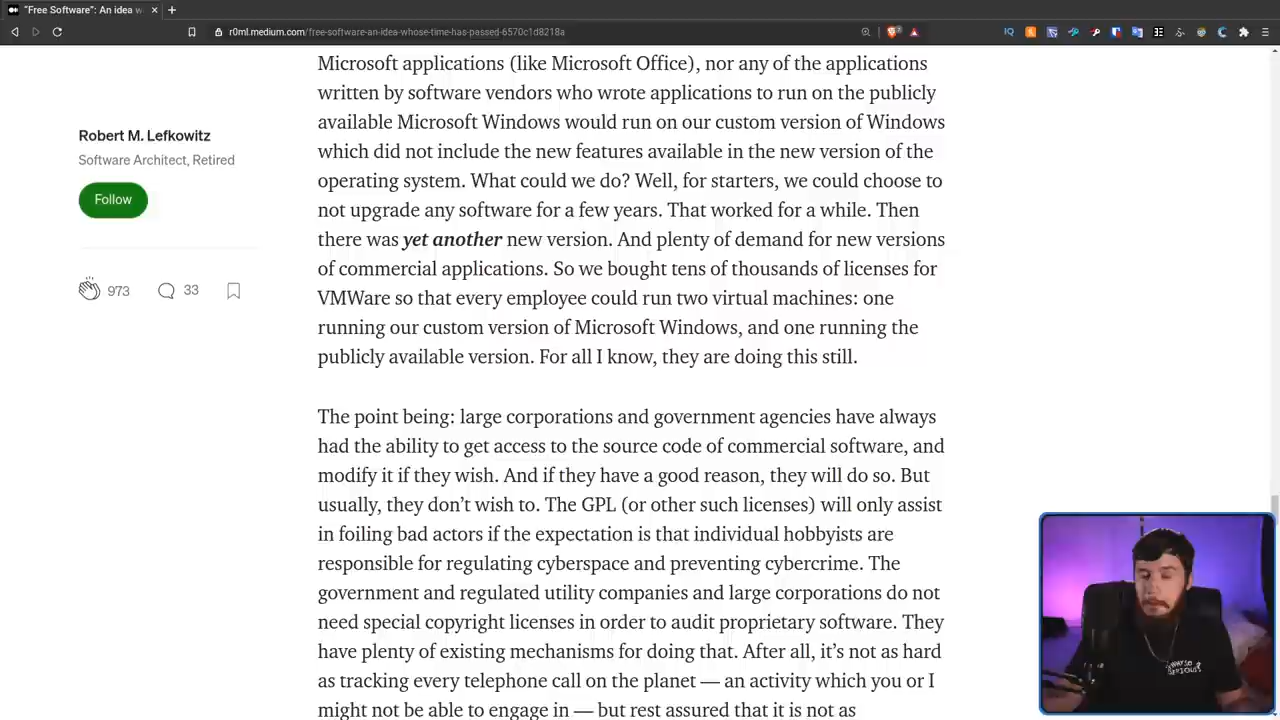 "Free Software": An idea w
r0ml.medium.com/free-software-an-idea-whose-time-has-passed-6570c1d8218a
Robert M. Lefkowitz
Software Architect, Retired
Follow
973
33
Microsoft applications (like Microsoft Office), nor any of the applications
written by software vendors who wrote applications to run on the publicly
available Microsoft Windows would run on our custom version of Windows
which did not include the new features available in the new version of the
operating system. What could we do? Well, for starters, we could choose to
not upgrade any software for a few years. That worked for a while. Then
there was yet another new version. And plenty of demand for new versions
of commercial applications. So we bought tens of thousands of licenses for
VMWare so that every employee could run two virtual machines: one
running our custom version of Microsoft Windows, and one running the
publicly available version. For all I know, they are doing this still.
The point being: large corporations and government agencies have always
had the ability to get access to the source code of commercial software, and
modify it if they wish. And if they have a good reason, they will do so. But
usually, they don't wish to. The GPL (or other such licenses) will only assist
in foiling bad actors if the expectation is that individual hobbyists are
responsible for regulating cyberspace and preventing cybercrime. The
government and regulated utility companies and large corporations do not
need special copyright licenses in order to audit proprietary software. They
have plenty of existing mechanisms for doing that. After all, it's not as hard
as tracking every telephone call on the planet — an activity which you or I
might not be able to engage in — but rest assured that it is not as